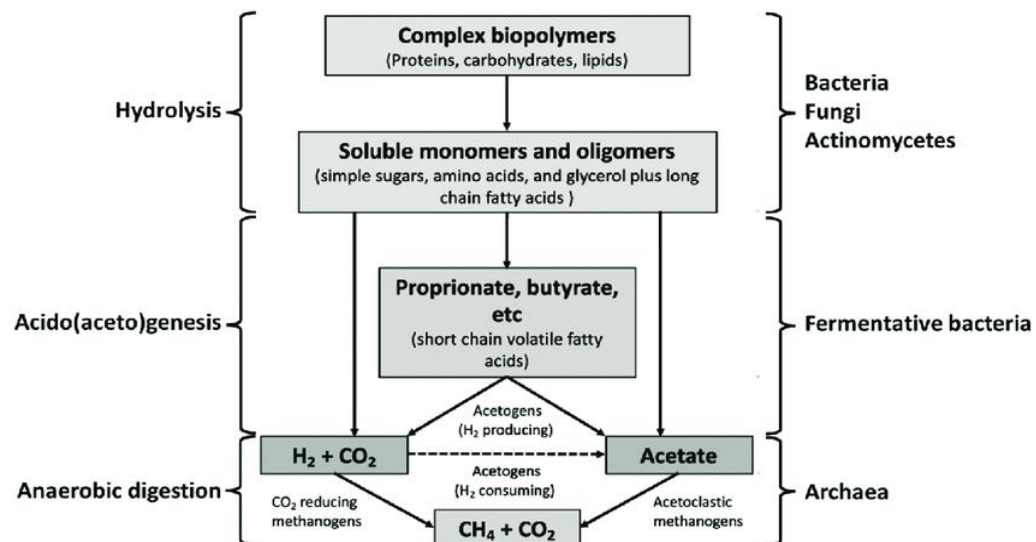 Complex biopolymers
(Proteins, carbohydrates, lipids)
Hydrolysis
Bacteria
Fungi
Actinomycetes
Soluble monomers and oligomers
(simple sugars, amino acids, and glycerol plus long
chain fatty acids )
Proprionate, butyrate,
etc
(short chain volatile fatty
acids)
Acido(aceto)genesis
Fermentative bacteria
Acetogens
(H₂ producing)
H₂ + CO₂
Acetate
Acetogens
(H₂ consuming)
Anaerobic digestion
CO₂ reducing
methanogens
Acetoclastic
methanogens
Archaea
CH₄ + CO₂